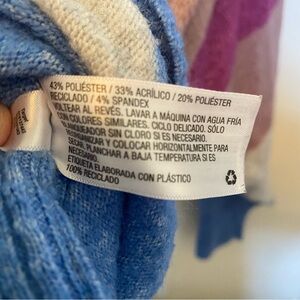 43% POLIÉSTER / 33% ACRÍLICO / 20% POLIÉSTER
RECICLADO / 4% SPANDEX
VOLTEAR AL REVÉS. LAVAR A MÁQUINA CON AGUA FRÍA
CON COLORES SIMILARES. CICLO DELICADO. SÓLO
BLANQUEADOR SIN CLORO SI ES NECESARIO.
REORGANIZAR Y COLOCAR HORIZONTALMENTE PARA
SECAR. PLANCHAR A BAJA TEMPERATURA SI ES
NECESARIO.
ETIQUETA ELABORADA CON PLÁSTICO
100% RECICLADO